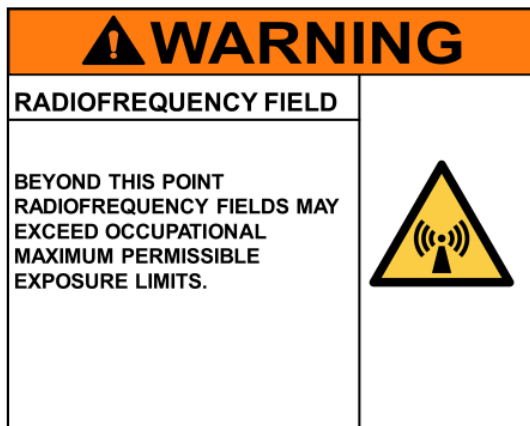 WARNING
RADIOFREQUENCY FIELD
BEYOND THIS POINT
RADIOFREQUENCY FIELDS MAY
EXCEED OCCUPATIONAL
MAXIMUM PERMISSIBLE
EXPOSURE LIMITS.